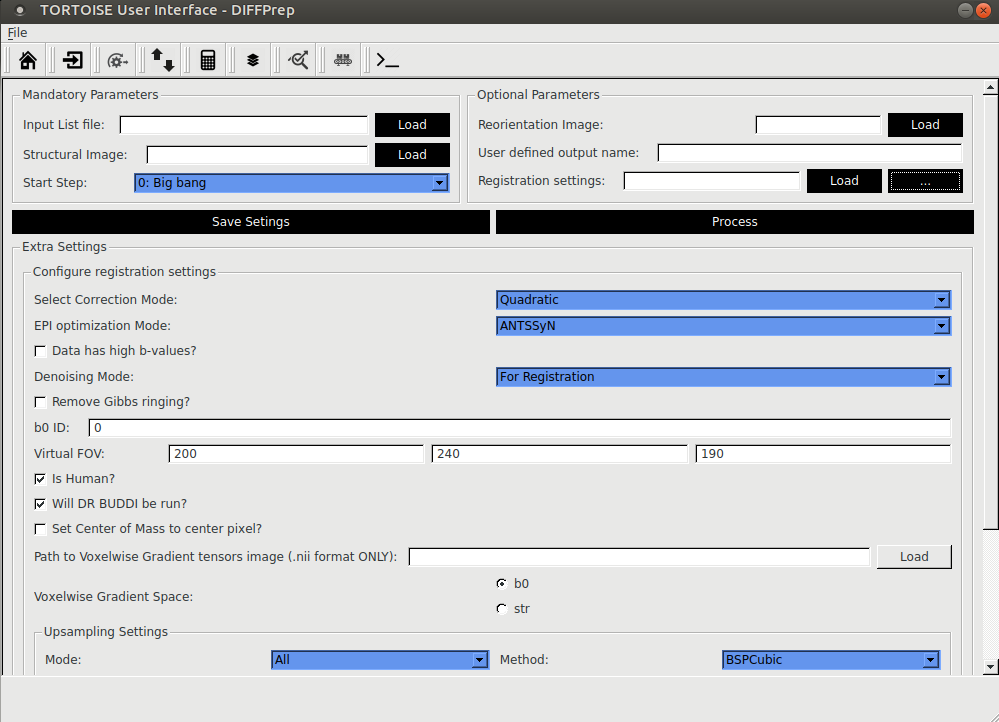 TORTOISE User Interface - DIFFPrep
File
Mandatory Parameters
Input List file: Load
Structural Image: Load
Start Step: 0: Big bang
Optional Parameters
Reorientation Image: Load
User defined output name:
Registration settings: Load ...
Save Setings
Process
Extra Settings
Configure registration settings
Select Correction Mode: Quadratic
EPI optimization Mode: ANTSSyN
Data has high b-values?
Denoising Mode: For Registration
Remove Gibbs ringing?
b0 ID: 0
Virtual FOV: 200 240 190
Is Human?
Will DR BUDDI be run?
Set Center of Mass to center pixel?
Path to Voxelwise Gradient tensors image (.nii format ONLY): Load
Voxelwise Gradient Space:
b0
str
Upsampling Settings
Mode: All Method: BSPCubic